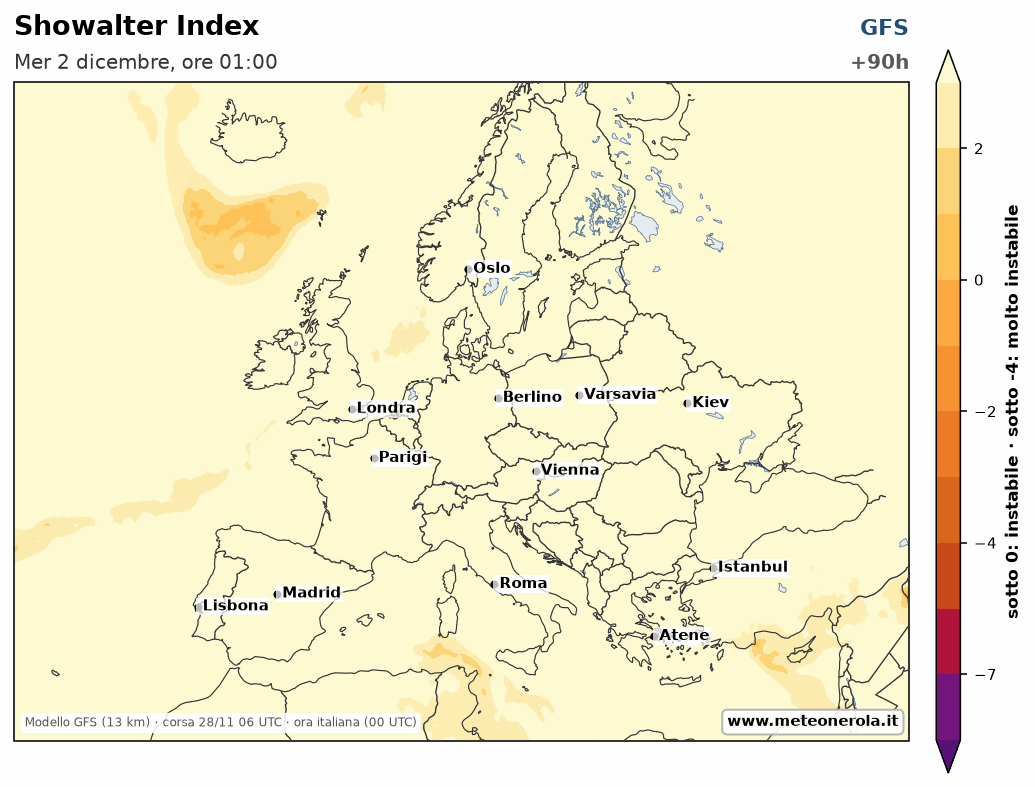 Showalter Index
GFS
Mer 2 dicembre, ore 01:00
+90h
Oslo
Berlino
Varsavia
Kiev
Londra
Parigi
Vienna
Istanbul
Roma
Madrid
Lisbona
Atene
Modello GFS (13 km) · corsa 28/11 06 UTC · ora italiana (00 UTC)
www.meteonerola.it
2
0
−2
−4
−7
sotto 0: instabile · sotto -4: molto instabile